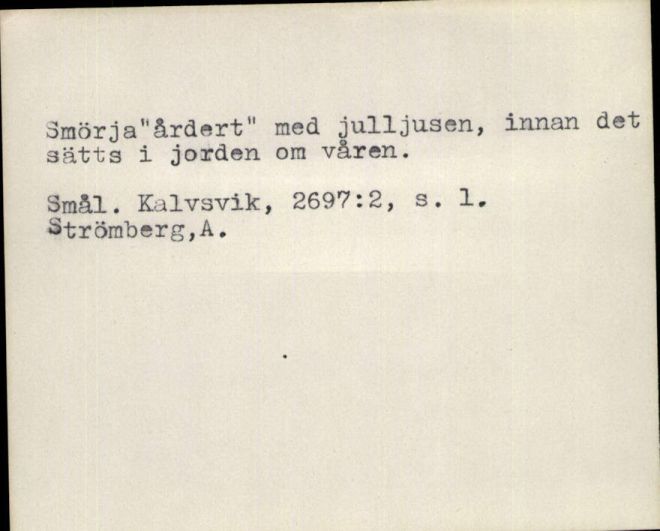 Smörja"årdert" med julljusen, innan det
sätts i jorden om våren.
Smål. Kalvsvik, 2697:2, s. 1.
Strömberg,A.